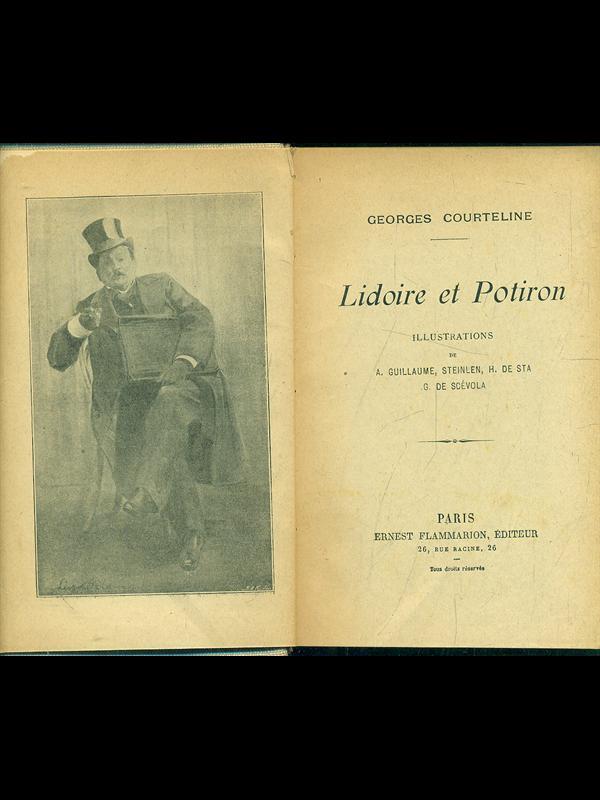 GEORGES COURTELINE
Lidoire et Potiron
ILLUSTRATIONS
DE
A. GUILLAUME, STEINLEN, H. DE STA
G. DE SCÉVOLA
PARIS
ERNEST FLAMMARION, ÉDITEUR
26, RUE RACINE, 26
Tous droits réservés